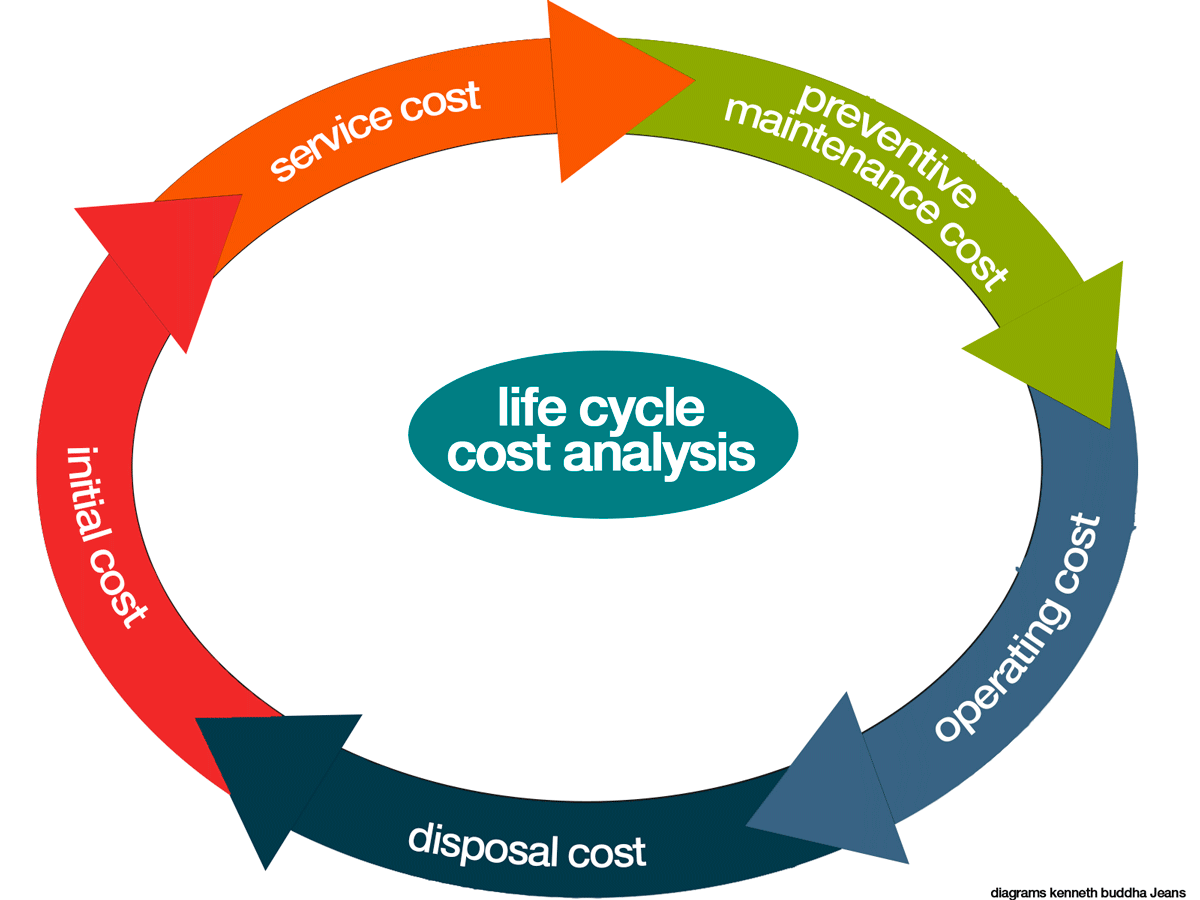 service cost
preventive
maintenance cost
life cycle
cost analysis
initial cost
operating cost
disposal cost
diagrams kenneth buddha Jeans